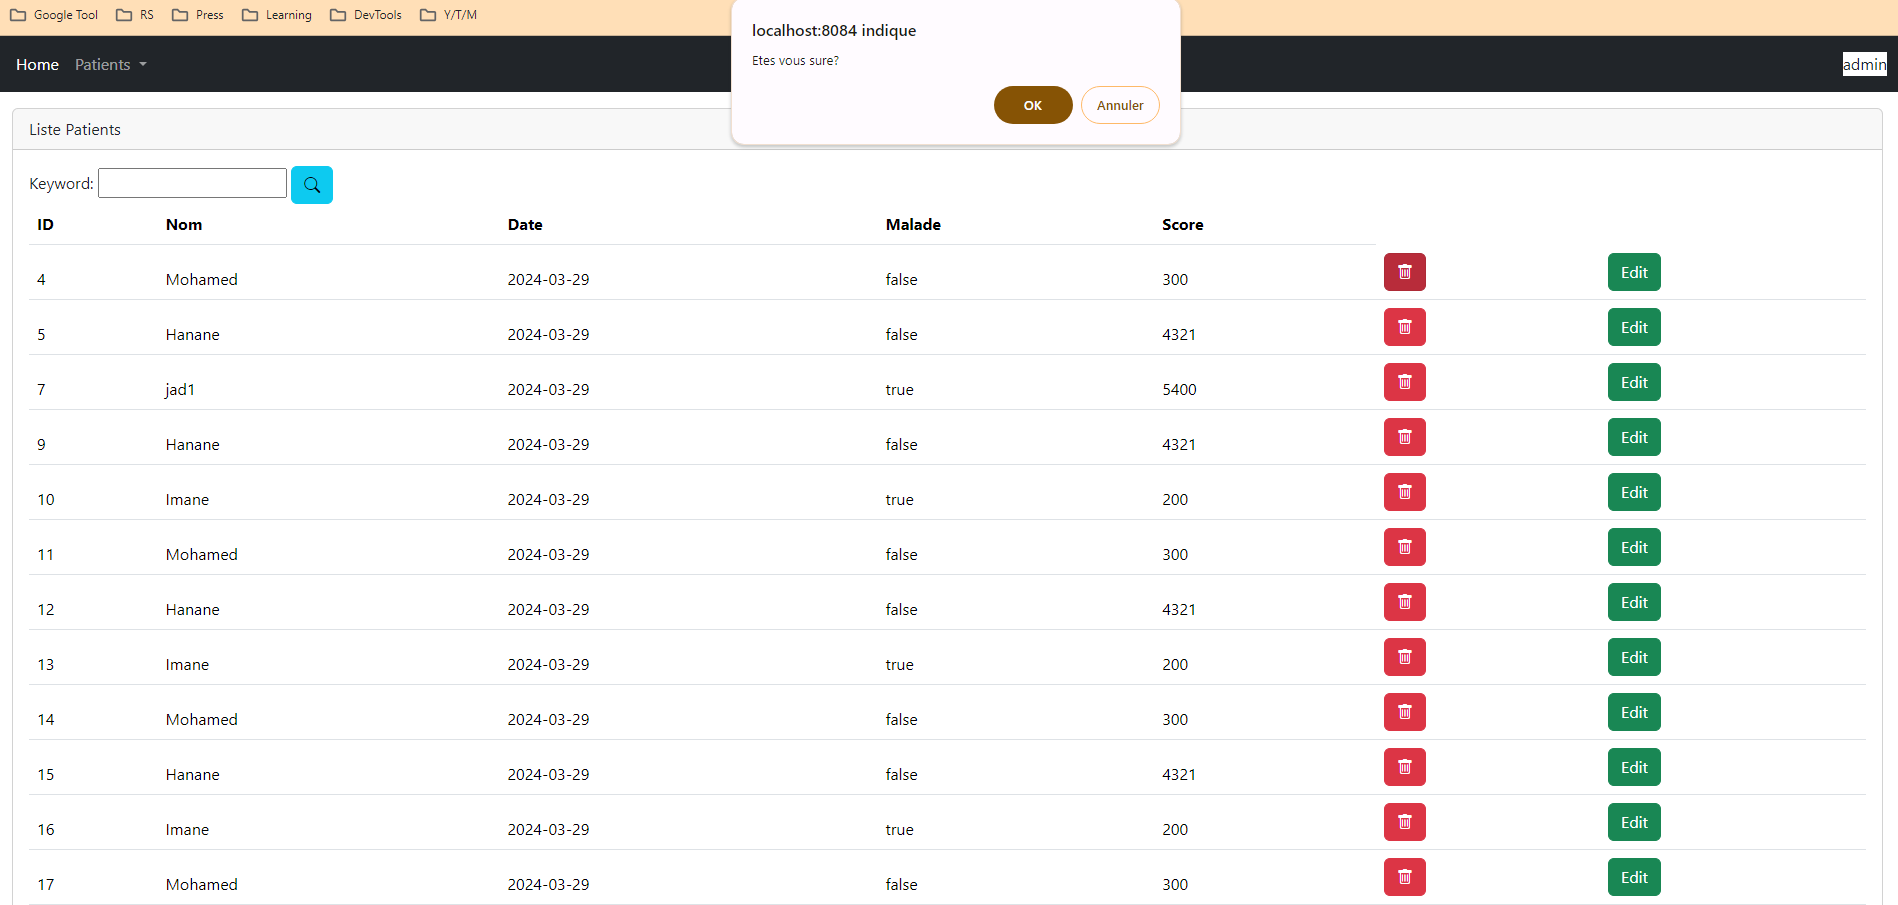 Google Tool RS Press Learning DevTools Y/T/M
localhost:8084 indique
Etes vous sure?
OK Annuler
Home Patients admin
Liste Patients
Keyword:
ID Nom Date Malade Score
4 Mohamed 2024-03-29 false 300 Edit
5 Hanane 2024-03-29 false 4321 Edit
7 jad1 2024-03-29 true 5400 Edit
9 Hanane 2024-03-29 false 4321 Edit
10 Imane 2024-03-29 true 200 Edit
11 Mohamed 2024-03-29 false 300 Edit
12 Hanane 2024-03-29 false 4321 Edit
13 Imane 2024-03-29 true 200 Edit
14 Mohamed 2024-03-29 false 300 Edit
15 Hanane 2024-03-29 false 4321 Edit
16 Imane 2024-03-29 true 200 Edit
17 Mohamed 2024-03-29 false 300 Edit